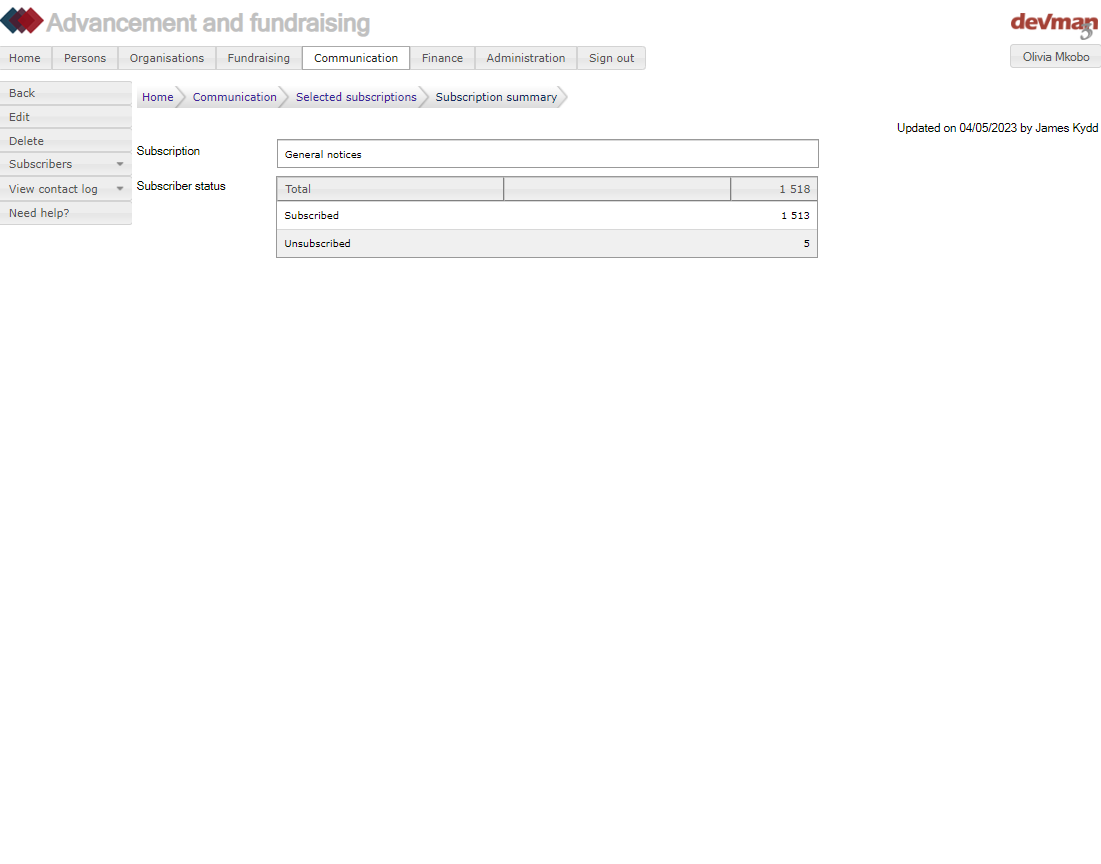 Advancement and fundraising
devman 5
Home Persons Organisations Fundraising Communication Finance Administration Sign out
Olivia Mkobo
Back
Edit
Delete
Subscribers
View contact log
Need help?
Home Communication Selected subscriptions Subscription summary
Updated on 04/05/2023 by James Kydd
Subscription General notices
Subscriber status Total 1 518
Subscribed 1 513
Unsubscribed 5